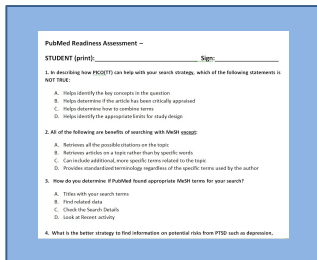 PubMed Readiness Assessment –
STUDENT (print):______________________________ Sign:____________________
1. In describing how PICO(TT) can help with your search strategy, which of the following statements is
NOT TRUE:
A. Helps identify the key concepts in the question
B. Helps determine if the article has been critically appraised
C. Helps determine how to combine terms
D. Helps identify the appropriate limits for study design
2. All of the following are benefits of searching with MeSH except:
A. Retrieves all the possible citations on the topic
B. Retrieves articles on a topic rather than by specific words
C. Can include additional, more specific terms related to the topic
D. Provides standardized terminology regardless of the specific terms used by the author
3. How do you determine if PubMed found appropriate MeSH terms for your search?
A. Titles with your search terms
B. Find related data
C. Check the Search Details
D. Look at Recent activity
4. What is the better strategy to find information on potential risks from PTSD such as depression,